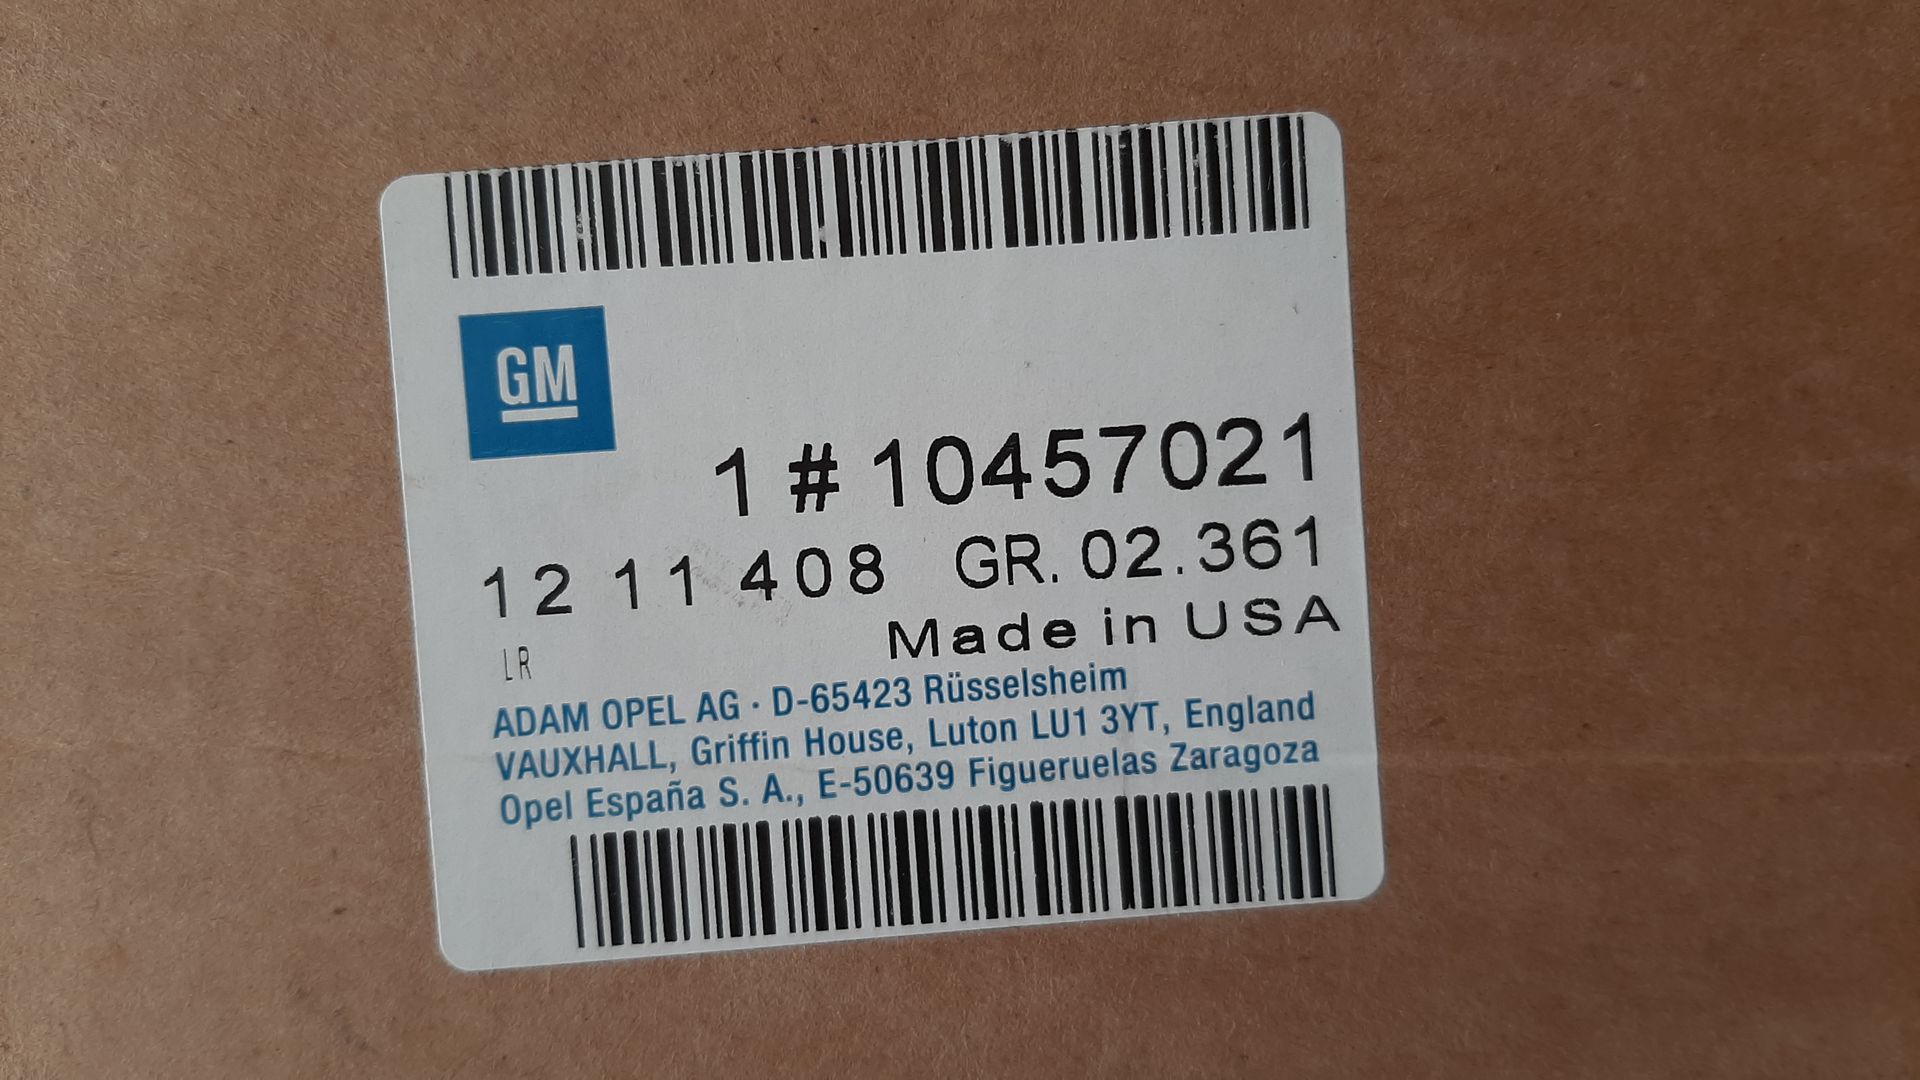 GM
1 # 10457021
12 11 408 GR. 02.361
Made in USA
LR
ADAM OPEL AG · D-65423 Rüsselsheim
VAUXHALL, Griffin House, Luton LU1 3YT, England
Opel España S. A., E-50639 Figueruelas Zaragoza